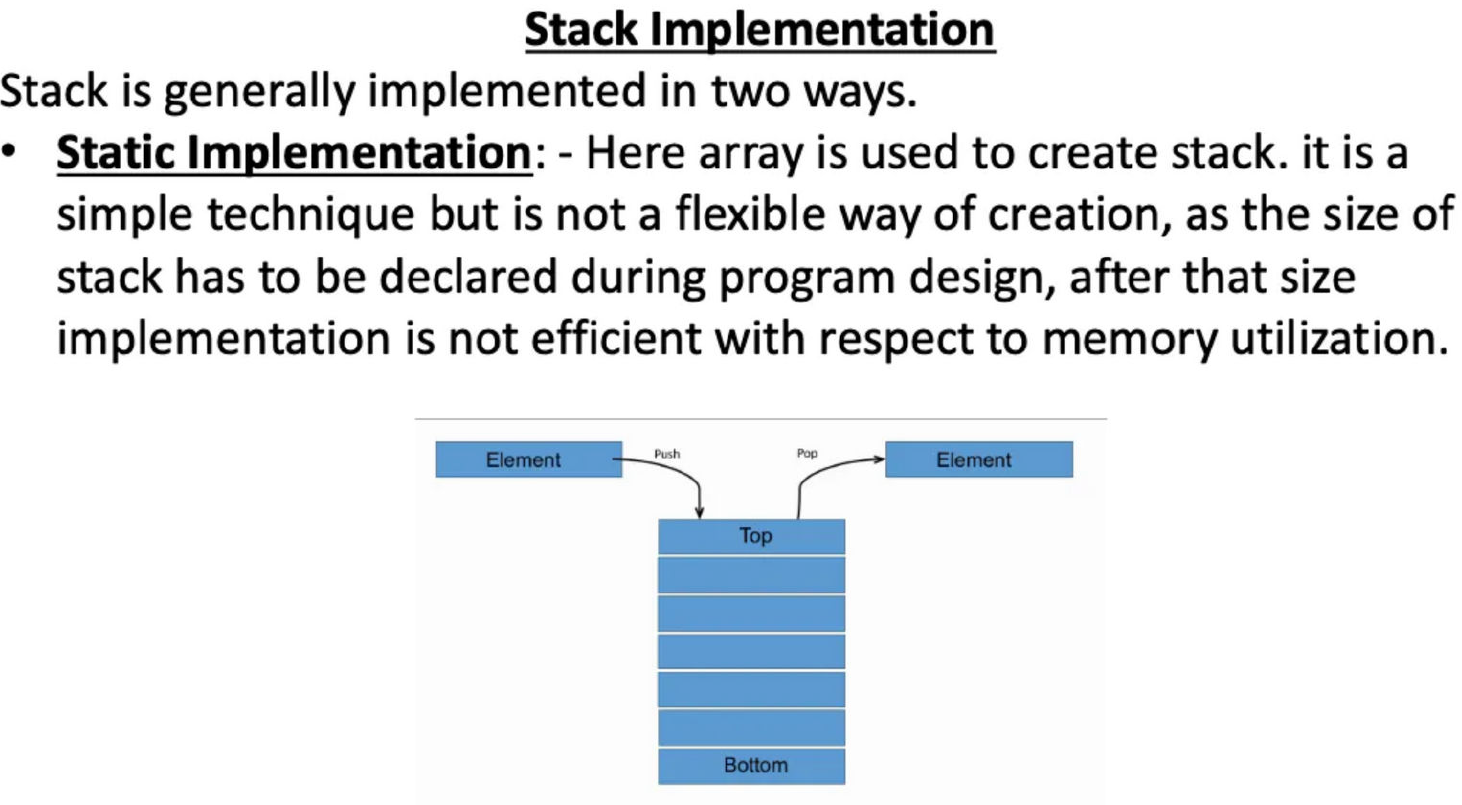 Stack Implementation
Stack is generally implemented in two ways.
• Static Implementation: - Here array is used to create stack. it is a
simple technique but is not a flexible way of creation, as the size of
stack has to be declared during program design, after that size
implementation is not efficient with respect to memory utilization.
Element Push Pop Element
Top
Bottom